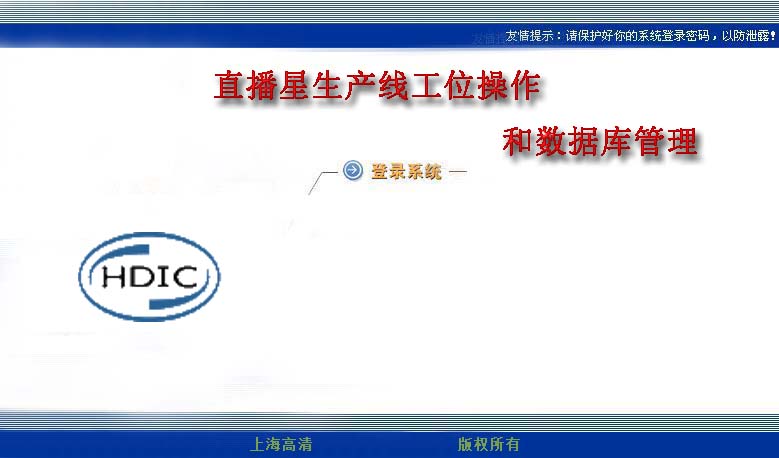 友情提示：请保护好你的系统登录密码，以防泄露!
直播星生产线工位操作
和数据库管理
登录系统
HDIC
上海高清 版权所有